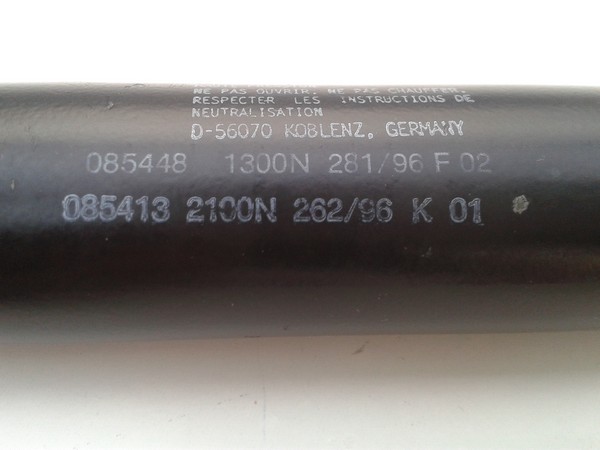 NE PAS OUVRIR. NE PAS CHAUFFER.
RESPECTER LES INSTRUCTIONS DE
NEUTRALISATION
D-56070 KOBLENZ, GERMANY
085448 1300N 281/96 F 02
085413 2100N 262/96 K 01